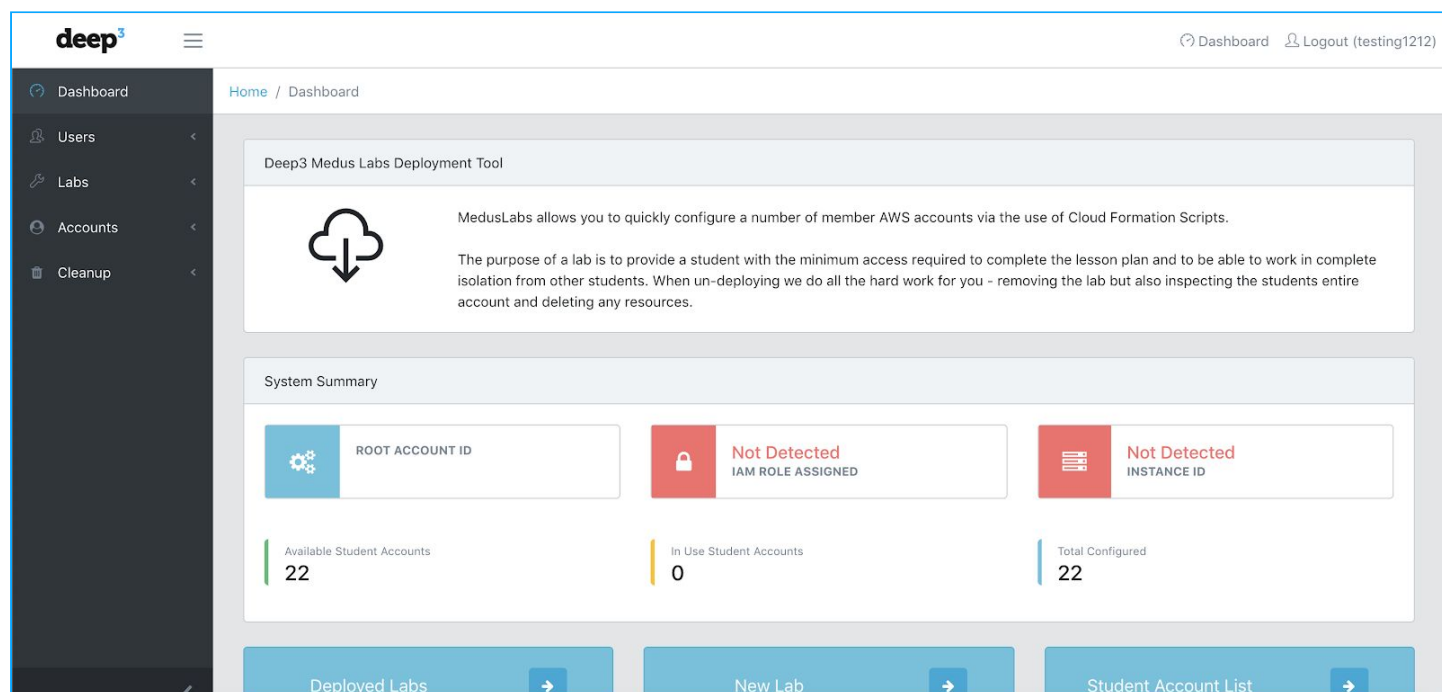 deep3
Dashboard
Logout (testing1212)
Dashboard
Users
Labs
Accounts
Cleanup
Home / Dashboard
Deep3 Medus Labs Deployment Tool
MedusLabs allows you to quickly configure a number of member AWS accounts via the use of Cloud Formation Scripts.
The purpose of a lab is to provide a student with the minimum access required to complete the lesson plan and to be able to work in complete
isolation from other students. When un-deploying we do all the hard work for you - removing the lab but also inspecting the students entire
account and deleting any resources.
System Summary
ROOT ACCOUNT ID
Not Detected
IAM ROLE ASSIGNED
Not Detected
INSTANCE ID
Available Student Accounts
22
In Use Student Accounts
0
Total Configured
22
Deployed Labs
New Lab
Student Account List